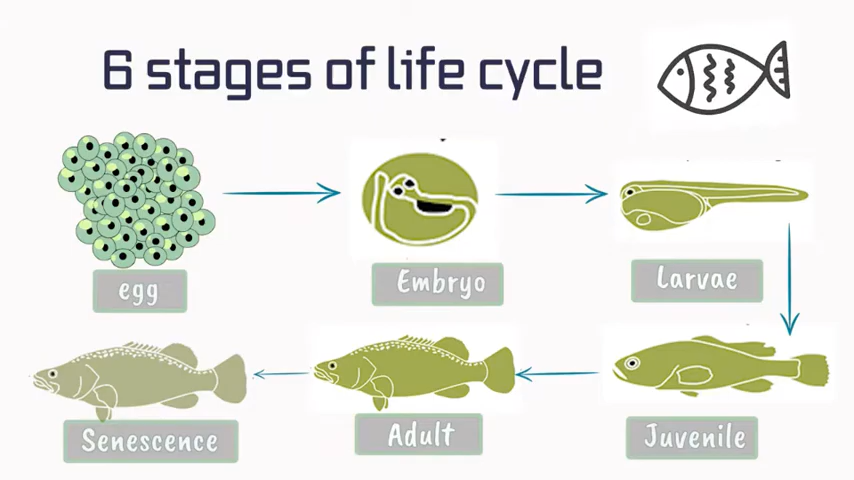 6 stages of life cycle
egg
Embryo
Larvae
Senescence
Adult
Juvenile